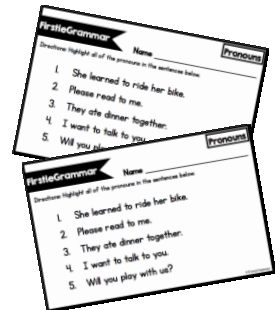 FirstieGrammar
Name
Pronouns
Directions: Highlight all of the pronouns in the sentences below.
1. She learned to ride her bike.
2. Please read to me.
3. They ate dinner together.
4. I want to talk to you.
5. Will you pl
FirstieGrammar
Name
Pronouns
Directions: Highlight all of the pronouns in the sentences below.
1. She learned to ride her bike.
2. Please read to me.
3. They ate dinner together.
4. I want to talk to you.
5. Will you play with us?